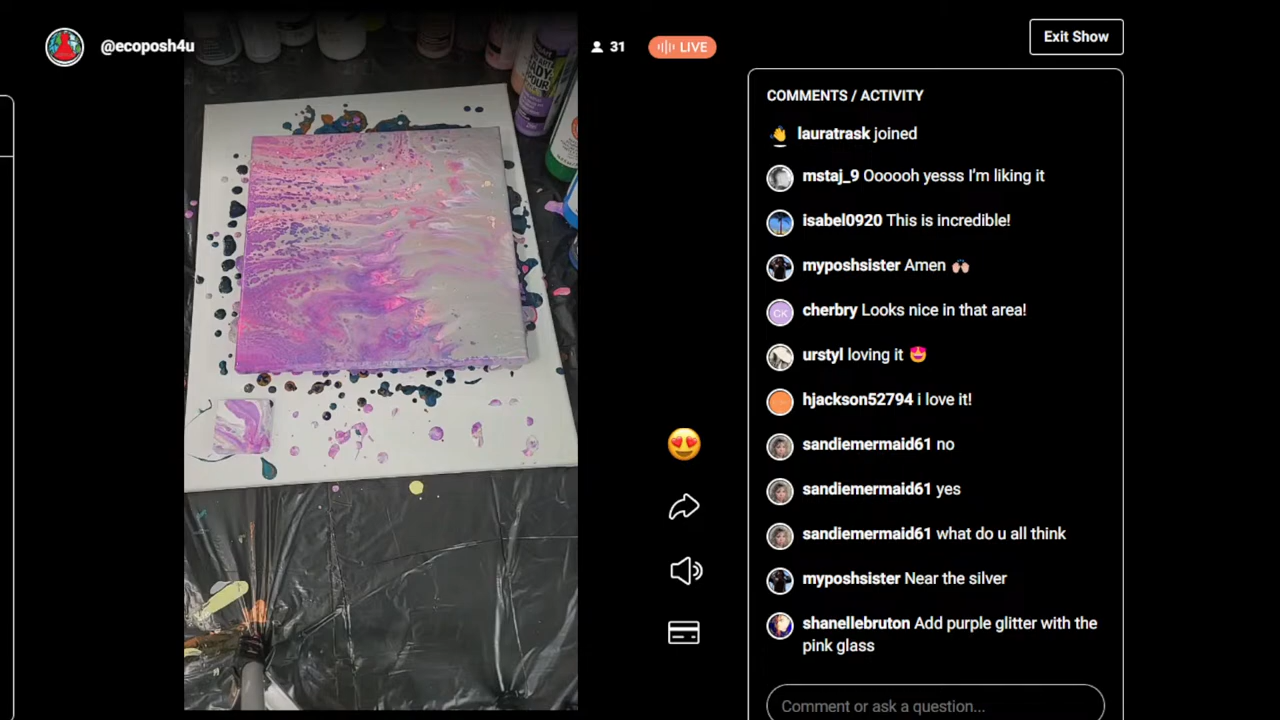 @ecoposh4u
31
LIVE
Exit Show
COMMENTS / ACTIVITY
lauratrask joined
mstaj_9 Oooooh yesss I'm liking it
isabel0920 This is incredible!
myposhsister Amen 🙌🏻
cherbry Looks nice in that area!
CK
urstyl loving it 😍
hjackson52794 i love it!
sandiemermaid61 no
sandiemermaid61 yes
sandiemermaid61 what do u all think
myposhsister Near the silver
shanellebruton Add purple glitter with the
pink glass
Comment or ask a question...